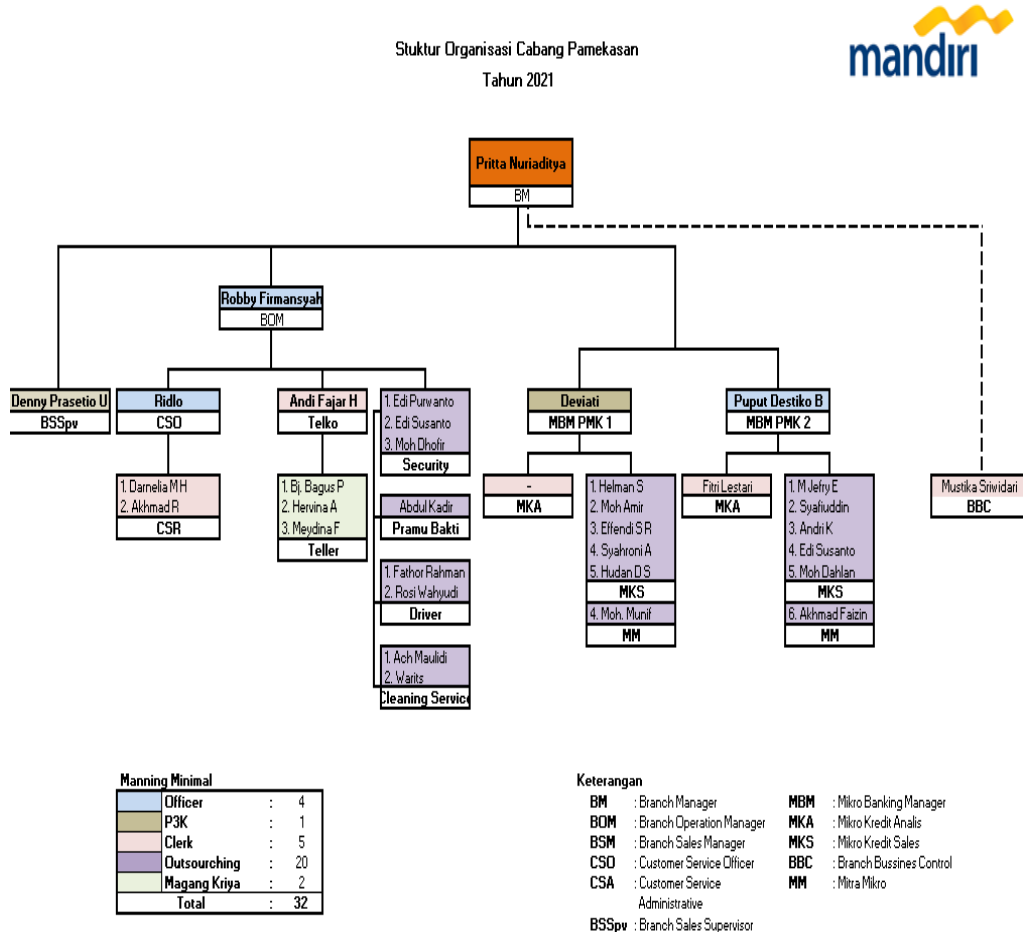 mandiri
Stuktur Organisasi Cabang Pamekasan
Tahun 2021
Pritta Nuriaditya
BM
Robby Firmansyah
BOM
Denny Prasetio U
BSSpv
Ridlo
CSO
1. Darnelia M H
2. Akhmad R
CSR
Andi Fajar H
Telko
1. Bj. Bagus P
2. Hervina A
3. Meydina F
Teller
1. Edi Purwanto
2. Edi Susanto
3. Moh Dhofir
Security
Abdul Kadir
Pramu Bakti
1. Fathor Rahman
2. Rosi Wahyudi
Driver
1. Ach Maulidi
2. Warits
Cleaning Service
Deviati
MBM PMK 1
-
MKA
1. Helman S
2. Moh Amir
3. Effendi S R
4. Syahroni A
5. Hudan D S
MKS
4. Moh. Munif
MM
Puput Destiko B
MBM PMK 2
Fitri Lestari
MKA
1. M Jefry E
2. Syafiuddin
3. Andri K
4. Edi Susanto
5. Moh Dahlan
MKS
6. Akhmad Faizin
MM
Mustika Sriwidari
BBC
Manning Minimal
Officer : 4
P3K : 1
Clerk : 5
Outsourching : 20
Magang Kriya : 2
Total : 32
Keterangan
BM : Branch Manager
BOM : Branch Operation Manager
BSM : Branch Sales Manager
CSO : Customer Service Officer
CSA : Customer Service
Administrative
BSSpv : Branch Sales Supervisor
MBM : Mikro Banking Manager
MKA : Mikro Kredit Analis
MKS : Mikro Kredit Sales
BBC : Branch Bussines Control
MM : Mitra Mikro